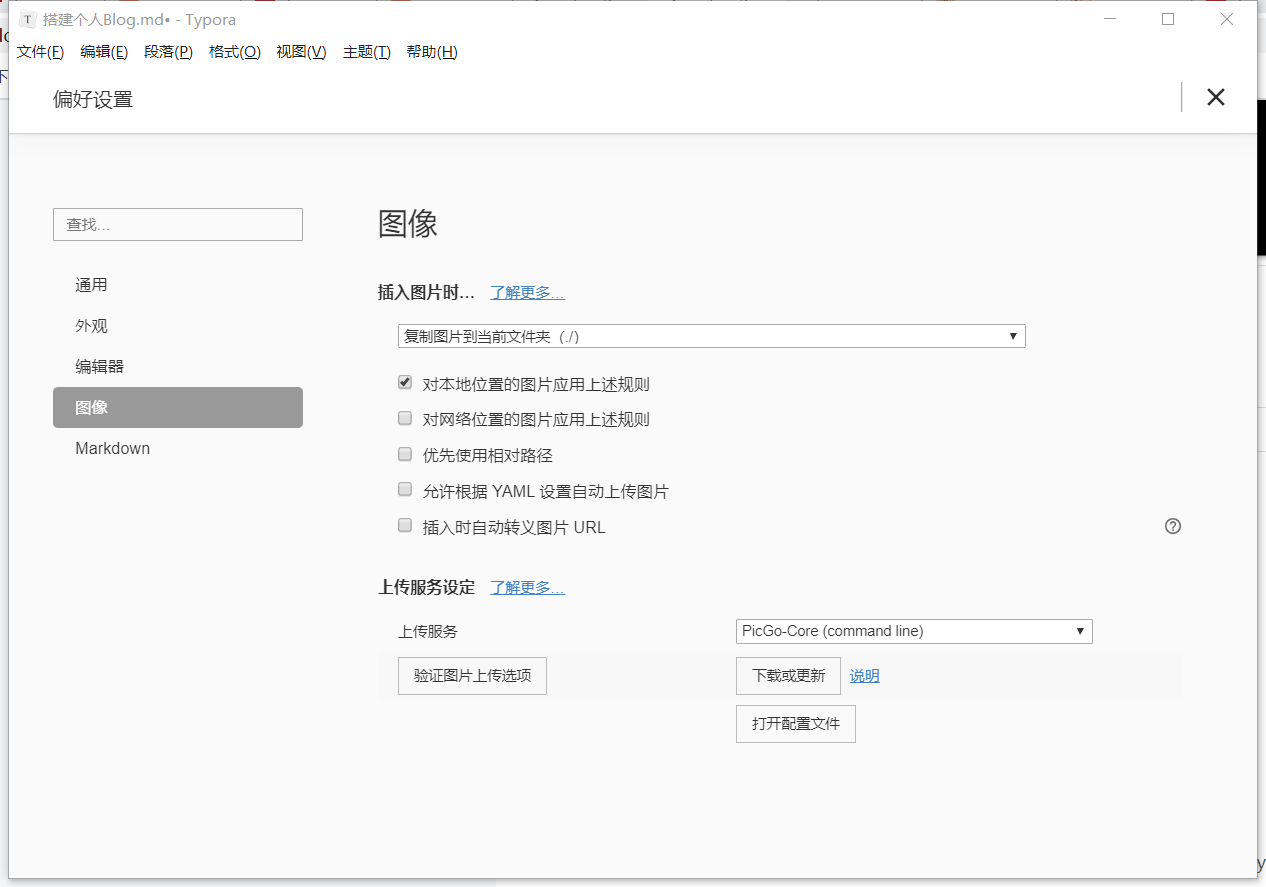 T 搭建个人Blog.md• - Typora
文件(F) 编辑(E) 段落(P) 格式(O) 视图(V) 主题(T) 帮助(H)
偏好设置
查找...
通用
外观
编辑器
图像
Markdown
图像
插入图片时... 了解更多...
复制图片到当前文件夹（./）
对本地位置的图片应用上述规则
对网络位置的图片应用上述规则
优先使用相对路径
允许根据 YAML 设置自动上传图片
插入时自动转义图片 URL
上传服务设定 了解更多...
上传服务 PicGo-Core (command line)
验证图片上传选项 下载或更新 说明
打开配置文件